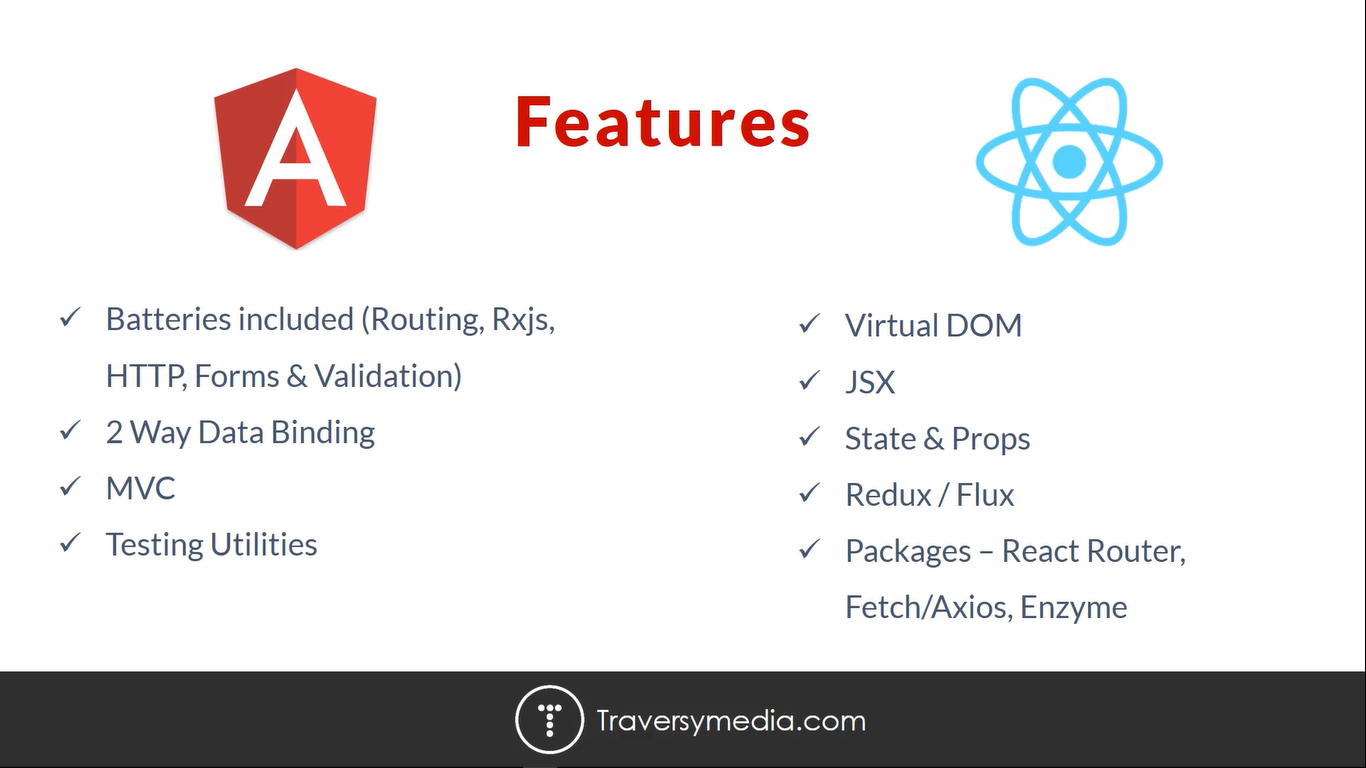 Features
Batteries included (Routing, Rxjs,
HTTP, Forms & Validation)
2 Way Data Binding
MVC
Testing Utilities
Virtual DOM
JSX
State & Props
Redux / Flux
Packages – React Router,
Fetch/Axios, Enzyme
Traversymedia.com